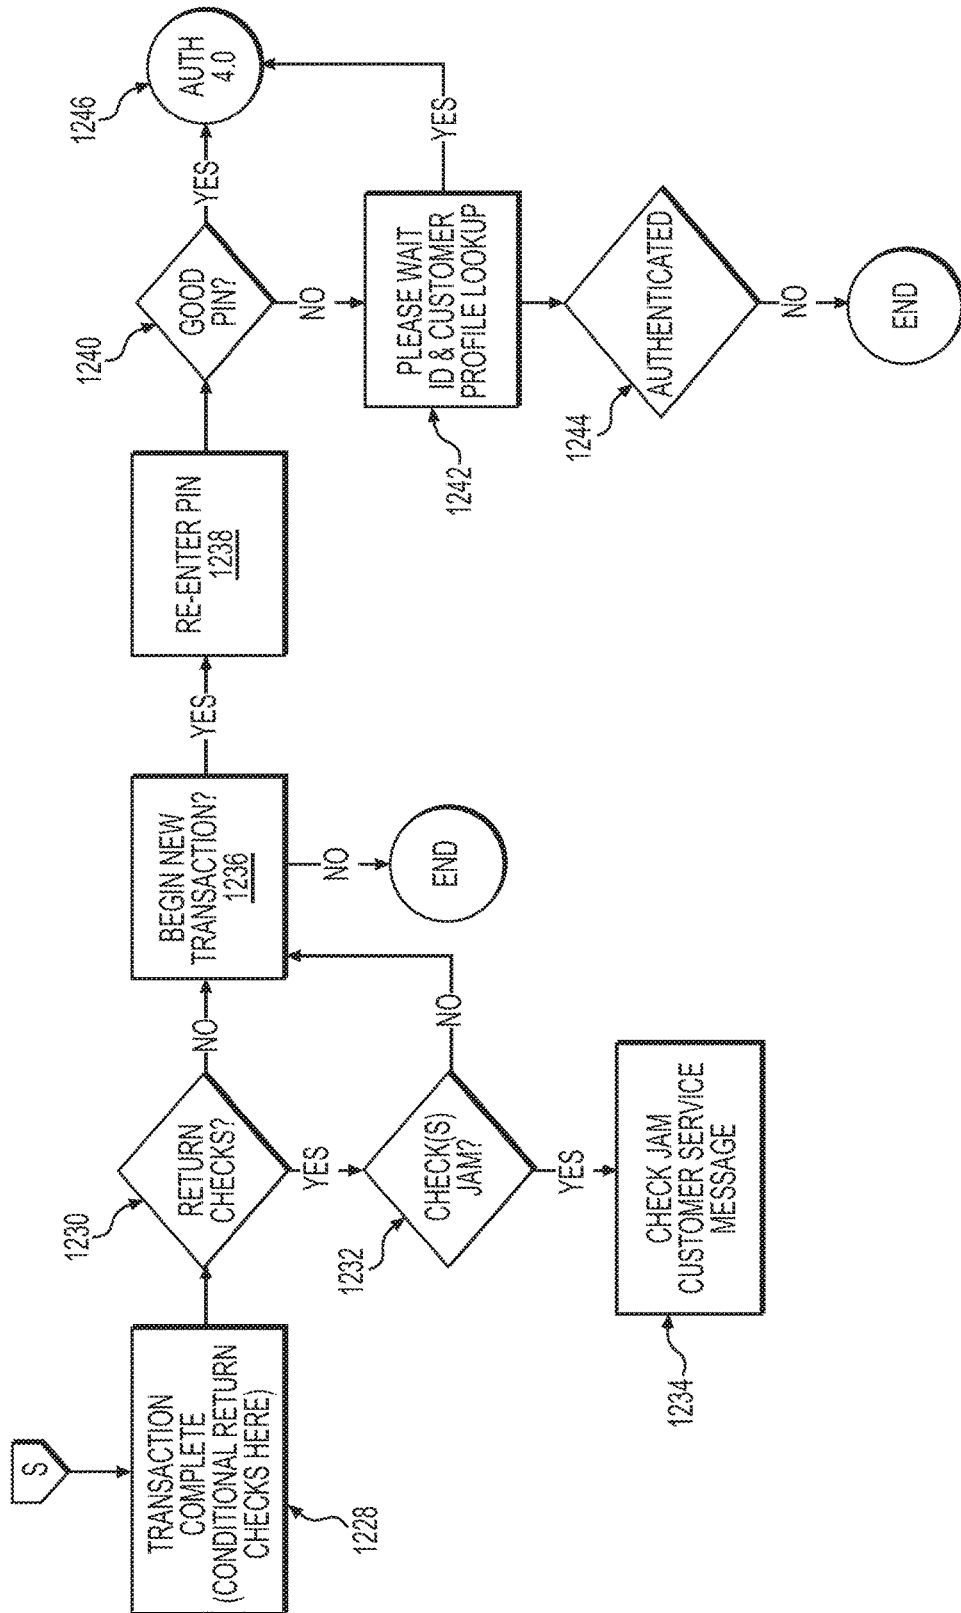 S
TRANSACTION
COMPLETE
(CONDITIONAL RETURN
CHECKS HERE)
1228
RETURN
CHECKS?
1230
NO
YES
CHECK(S)
JAM?
1232
NO
YES
CHECK JAM
CUSTOMER SERVICE
MESSAGE
1234
BEGIN NEW
TRANSACTION?
1236
NO
END
YES
RE-ENTER PIN
1238
GOOD
PIN?
1240
YES
AUTH
4.0
1246
NO
PLEASE WAIT
ID & CUSTOMER
PROFILE LOOKUP
1242
YES
AUTHENTICATED
1244
NO
END